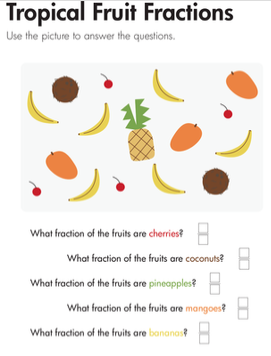 Tropical Fruit Fractions
Use the picture to answer the questions.
What fraction of the fruits are cherries?
What fraction of the fruits are coconuts?
What fraction of the fruits are pineapples?
What fraction of the fruits are mangoes?
What fraction of the fruits are bananas?